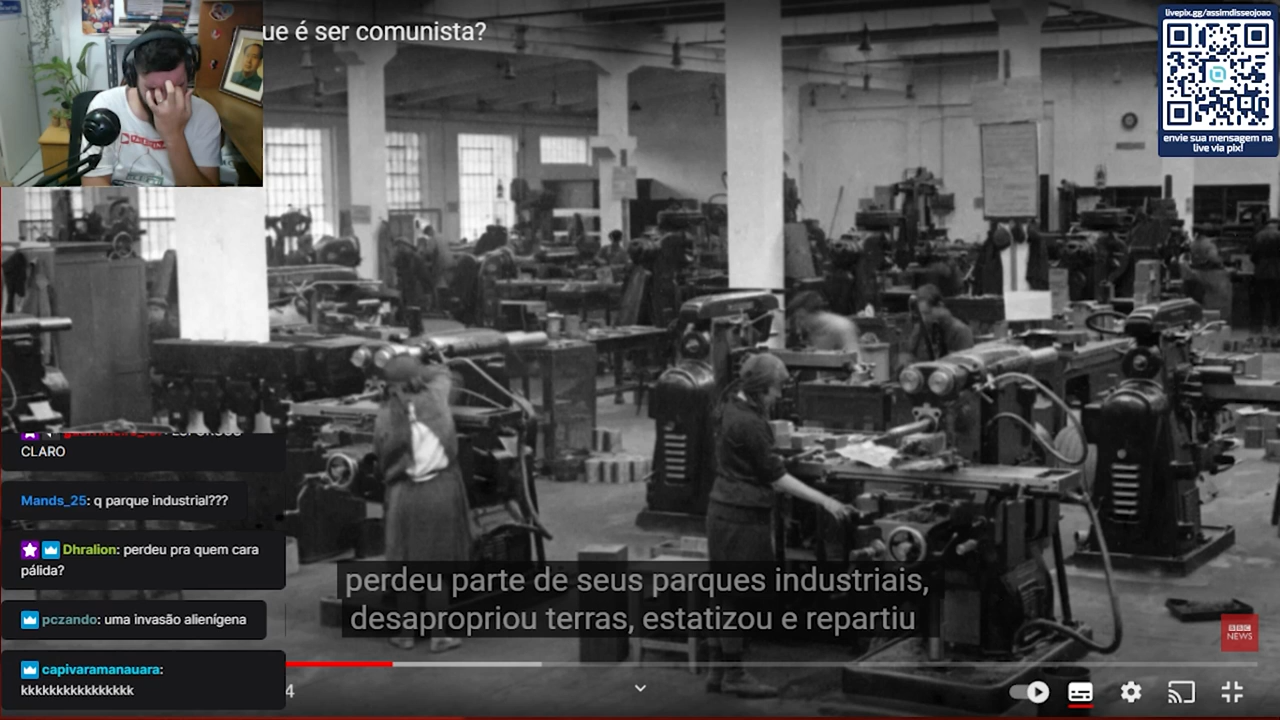 ue é ser comunista?
livepix.gg/assimdisseojoao
envie sua mensagem na
live via pix!
CLARO
Mands_25: q parque industrial???
Dhralion: perdeu pra quem cara
pálida?
pczando: uma invasão alienígena
capivaramanauara:
kkkkkkkkkkkkkkkk
perdeu parte de seus parques industriais,
desapropriou terras, estatizou e repartiu
BBC
NEWS
4